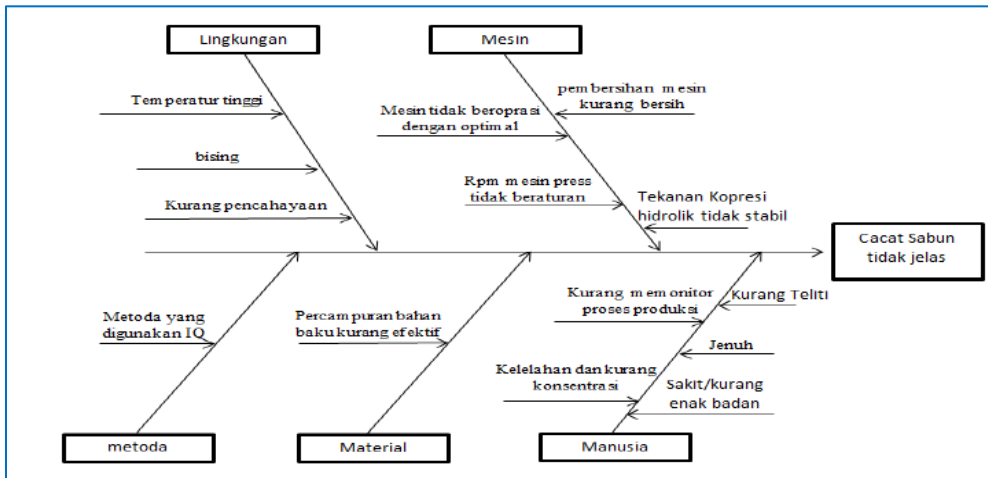 Lingkungan
Mesin
Temperatur tinggi
bising
Kurang pencahayaan
Mesin tidak beroprasi
dengan optimal
pembersihan mesin
kurang bersih
Rpm mesin press
tidak beraturan
Tekanan Kopresi
hidrolik tidak stabil
Cacat Sabun
tidak jelas
Metoda yang
digunakan IQ
Percampuran bahan
baku kurang efektif
Kurang memonitor
proses produksi
Kurang Teliti
Jenuh
Kelelahan dan kurang
konsentrasi
Sakit/kurang
enak badan
metoda
Material
Manusia